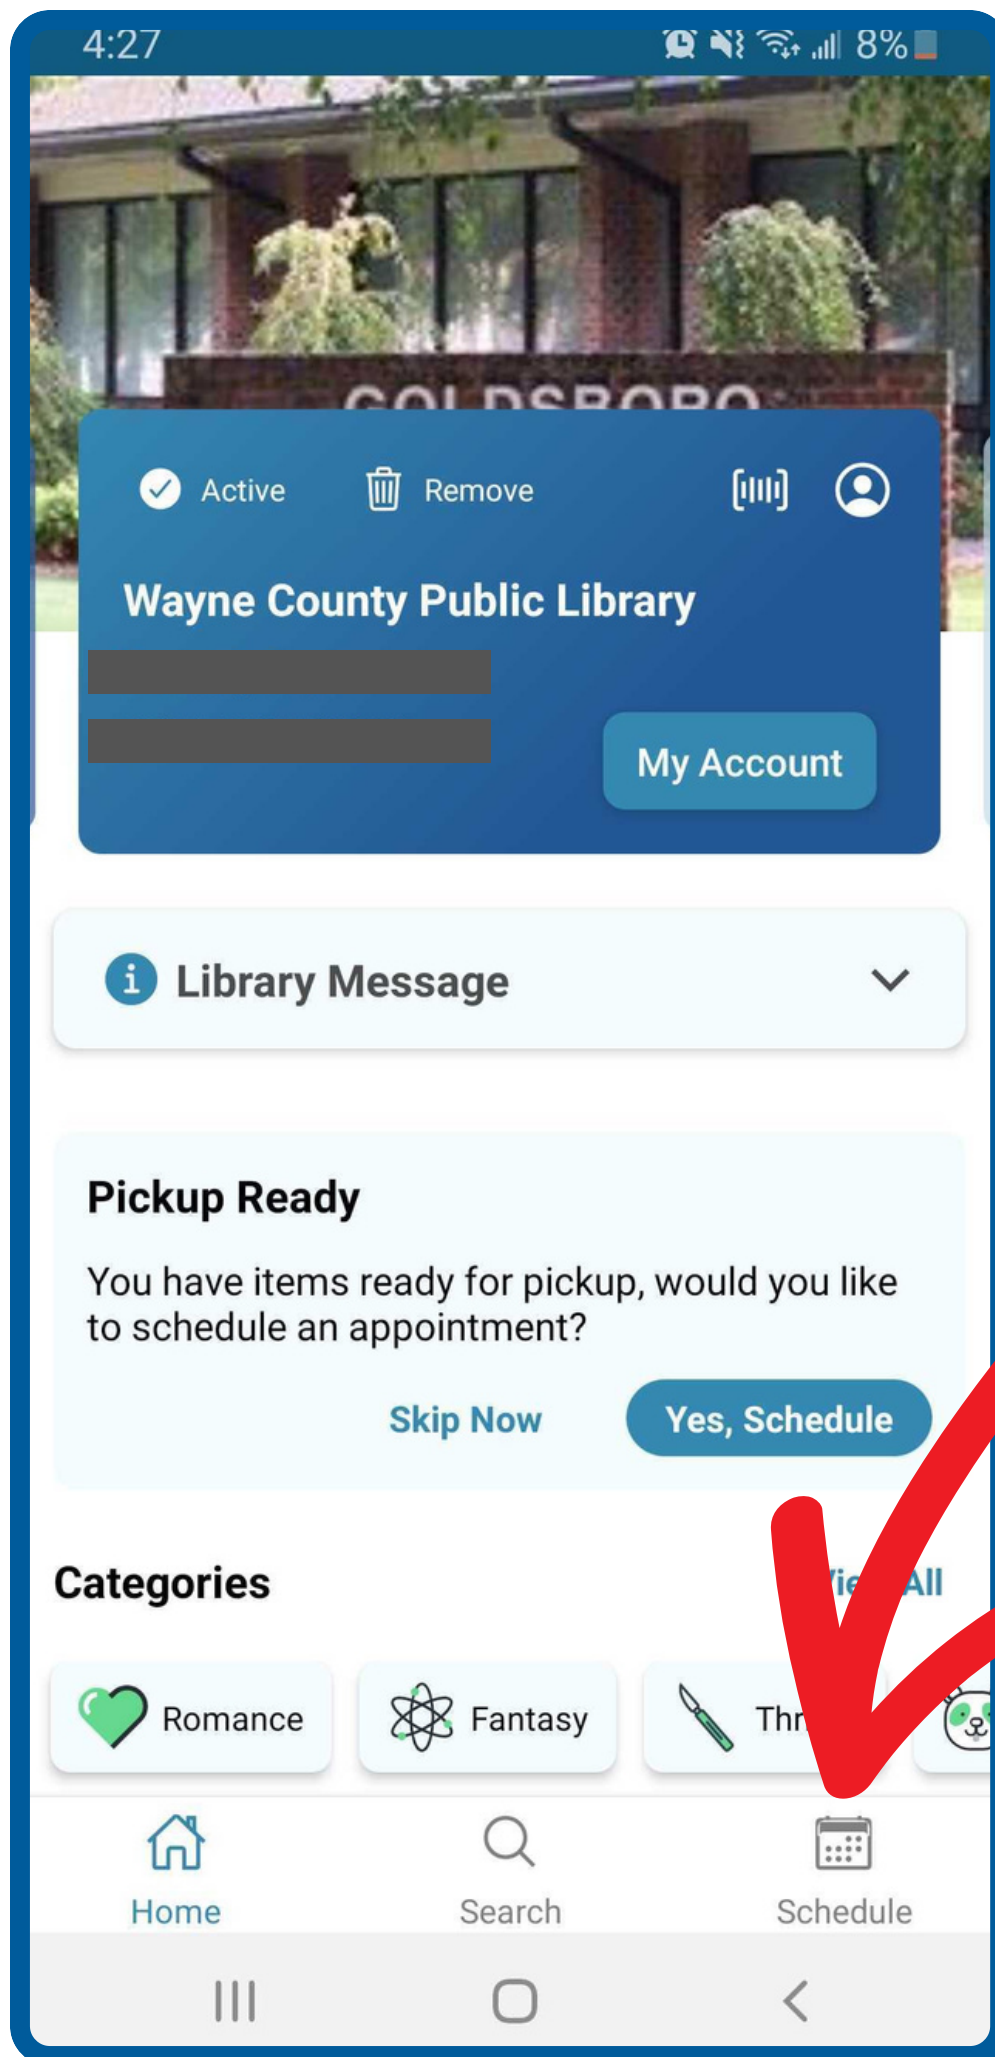 4:27
8%
GOLDSBORO
Active
Remove
Wayne County Public Library
My Account
Library Message
Pickup Ready
You have items ready for pickup, would you like
to schedule an appointment?
Skip Now
Yes, Schedule
Categories
All
Romance
Fantasy
Home
Search
Schedule